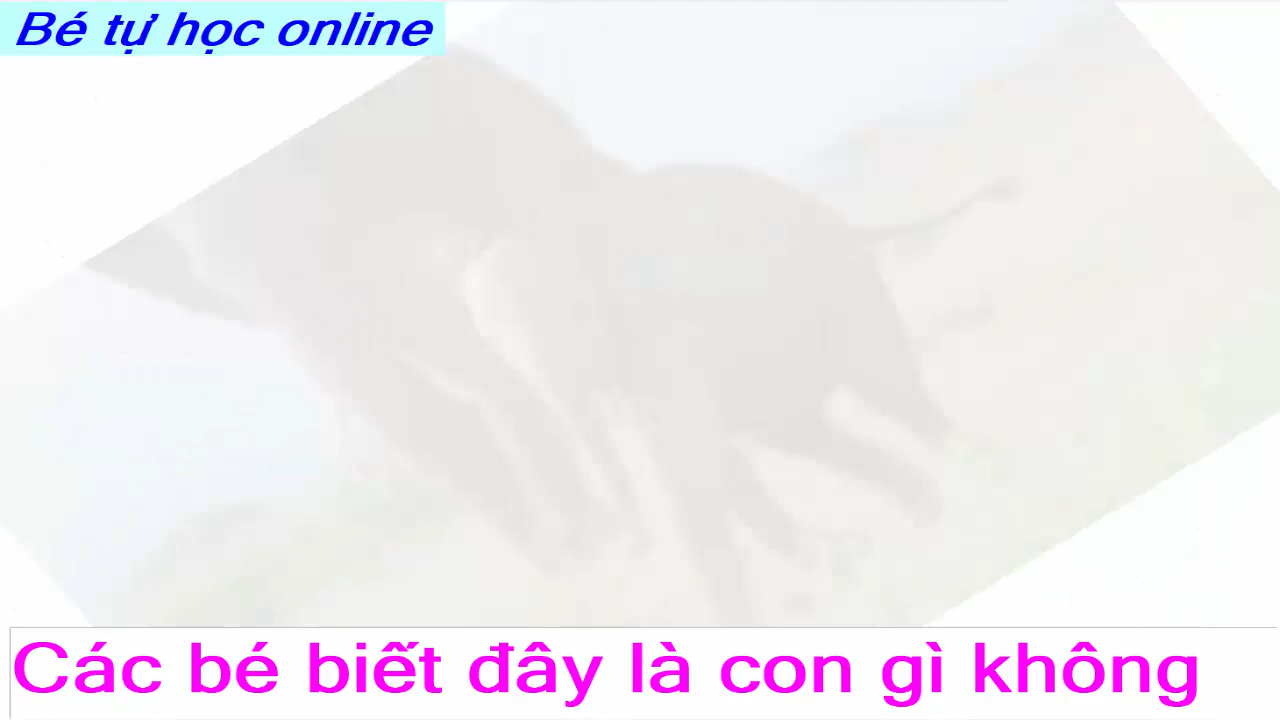 Bé tự học online
Các bé biết đây là con gì không